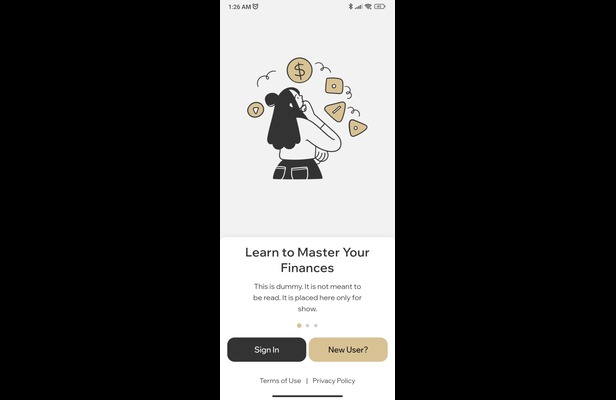 1:26 AM
$
Learn to Master Your
Finances
This is dummy. It is not meant to
be read. It is placed here only for
show.
Sign In
New User?
Terms of Use | Privacy Policy